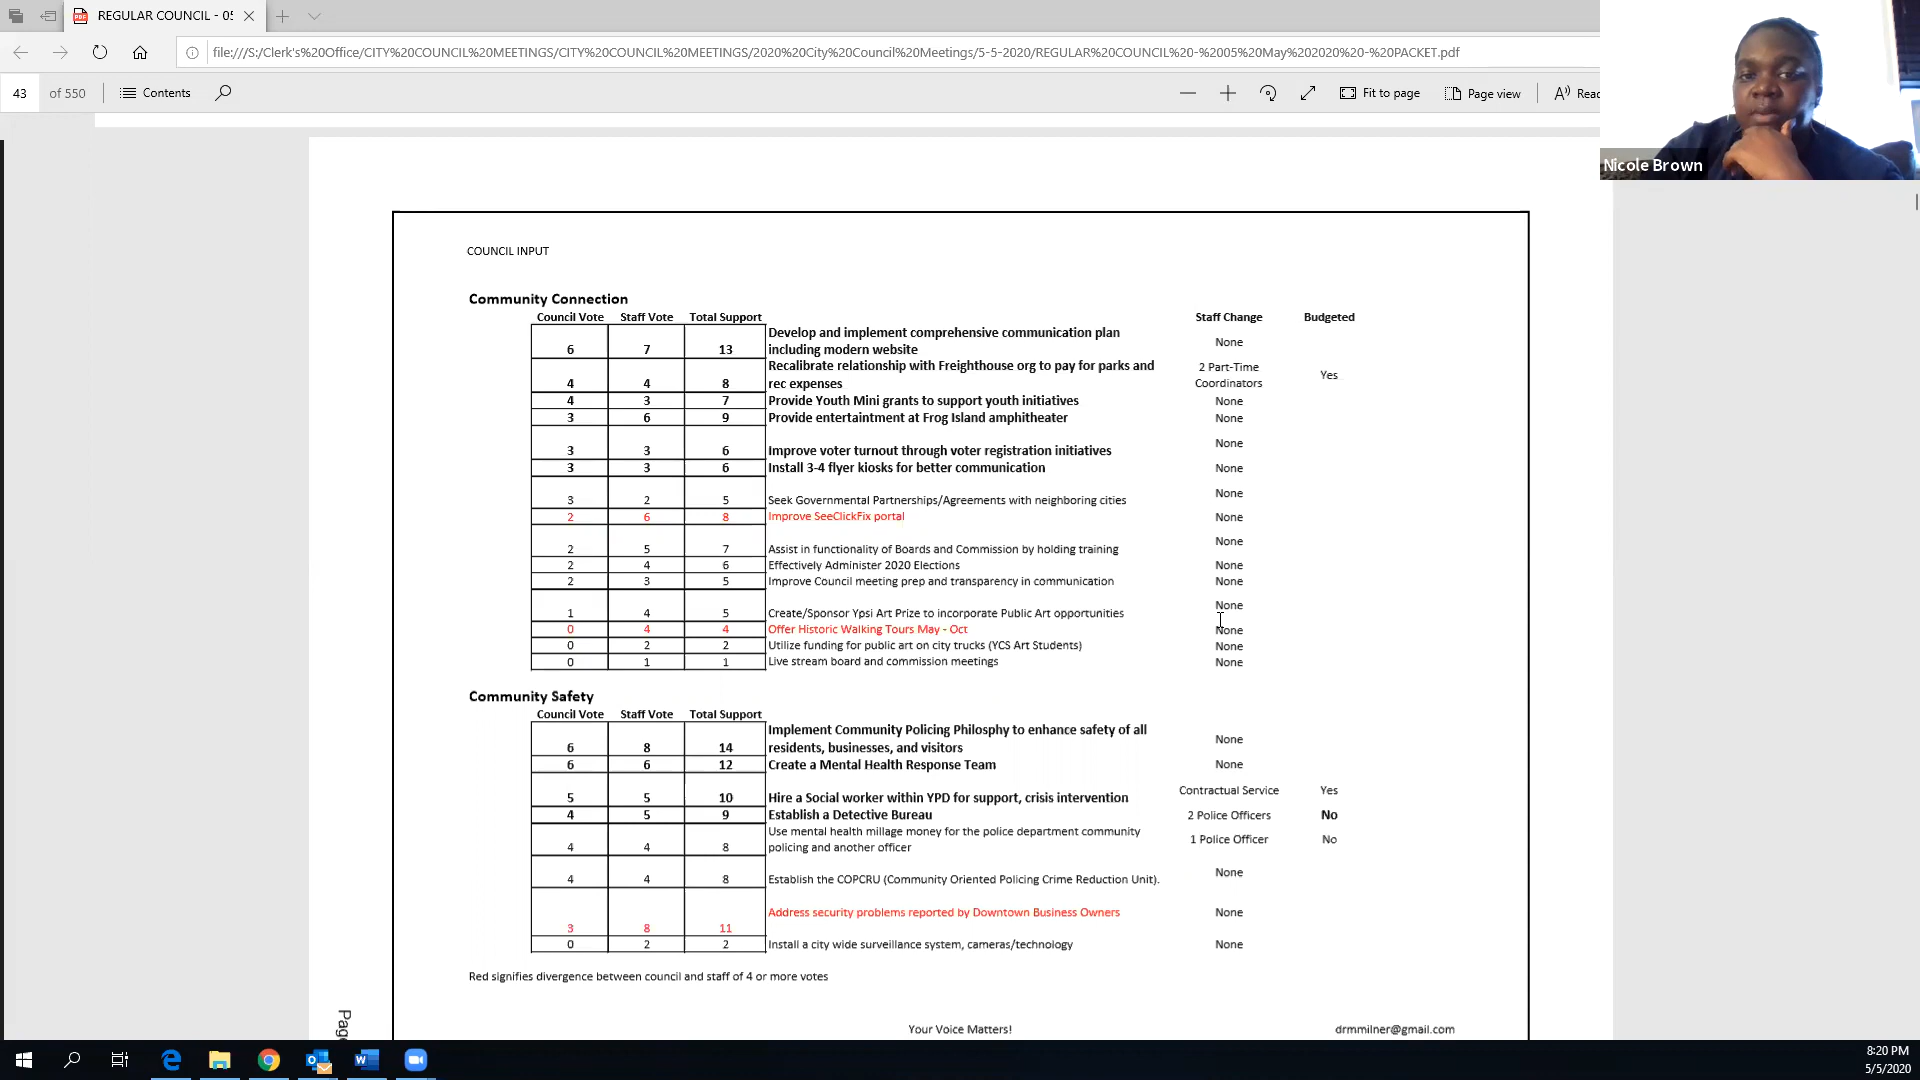 REGULAR COUNCIL - 05
file:///S:/Clerk's%20Office/CITY%20COUNCIL%20MEETINGS/CITY%20COUNCIL%20MEETINGS/2020%20City%20Council%20Meetings/5-5-2020/REGULAR%20COUNCIL%20-%2005%20May%202020%20-%20PACKET.pdf
43 of 550 Contents Fit to page Page view Read
Nicole Brown
COUNCIL INPUT
Community Connection
Council Vote Staff Vote Total Support Staff Change Budgeted
Develop and implement comprehensive communication plan
6 7 13 including modern website None
Recalibrate relationship with Freighthouse org to pay for parks and 2 Part-Time
4 4 8 rec expenses Coordinators Yes
4 3 7 Provide Youth Mini grants to support youth initiatives None
3 6 9 Provide entertaintment at Frog Island amphitheater None
3 3 6 Improve voter turnout through voter registration initiatives None
3 3 6 Install 3-4 flyer kiosks for better communication None
3 2 5 Seek Governmental Partnerships/Agreements with neighboring cities None
2 6 8 Improve SeeClickFix portal None
2 5 7 Assist in functionality of Boards and Commission by holding training None
2 4 6 Effectively Administer 2020 Elections None
2 3 5 Improve Council meeting prep and transparency in communication None
1 4 5 Create/Sponsor Ypsi Art Prize to incorporate Public Art opportunities None
0 4 4 Offer Historic Walking Tours May - Oct None
0 2 2 Utilize funding for public art on city trucks (YCS Art Students) None
0 1 1 Live stream board and commission meetings None
Community Safety
Council Vote Staff Vote Total Support
Implement Community Policing Philosphy to enhance safety of all
6 8 14 residents, businesses, and visitors None
6 6 12 Create a Mental Health Response Team None
5 5 10 Hire a Social worker within YPD for support, crisis intervention Contractual Service Yes
4 5 9 Establish a Detective Bureau 2 Police Officers No
Use mental health millage money for the police department community
4 4 8 policing and another officer 1 Police Officer No
4 4 8 Establish the COPCRU (Community Oriented Policing Crime Reduction Unit). None
3 8 11 Address security problems reported by Downtown Business Owners None
0 2 2 Install a city wide surveillance system, cameras/technology None
Red signifies divergence between council and staff of 4 or more votes
Your Voice Matters! drmmilner@gmail.com
8:20 PM
5/5/2020